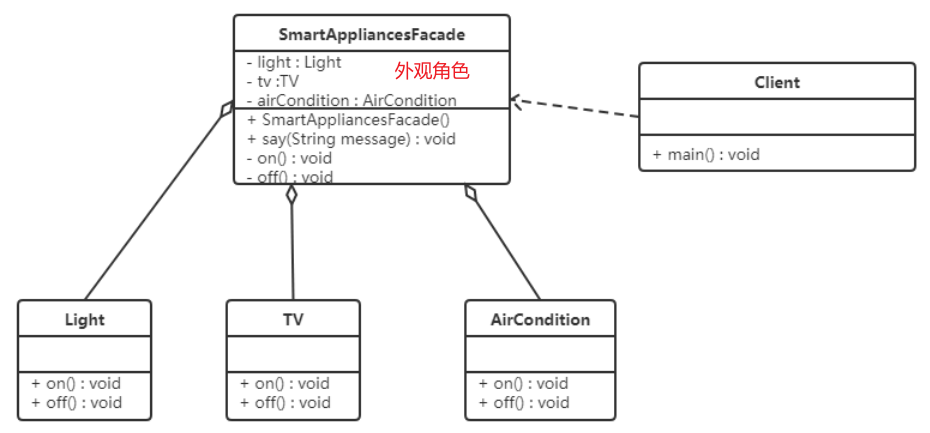 SmartAppliancesFacade
- light : Light
- tv :TV
- airCondition : AirCondition
外观角色
+ SmartAppliancesFacade()
+ say(String message) : void
- on() : void
- off() : void
Client
+ main() : void
Light
+ on() : void
+ off() : void
TV
+ on() : void
+ off() : void
AirCondition
+ on() : void
+ off() : void